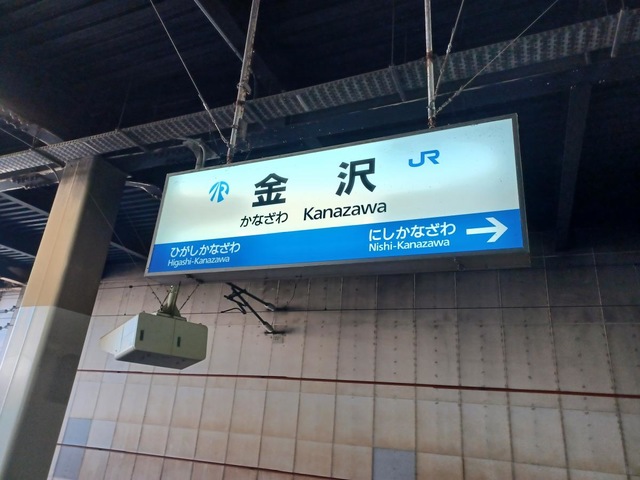 IR 金沢 JR
かなざわ Kanazawa
ひがしかなざわ にしかなざわ
Higashi-Kanazawa Nishi-Kanazawa